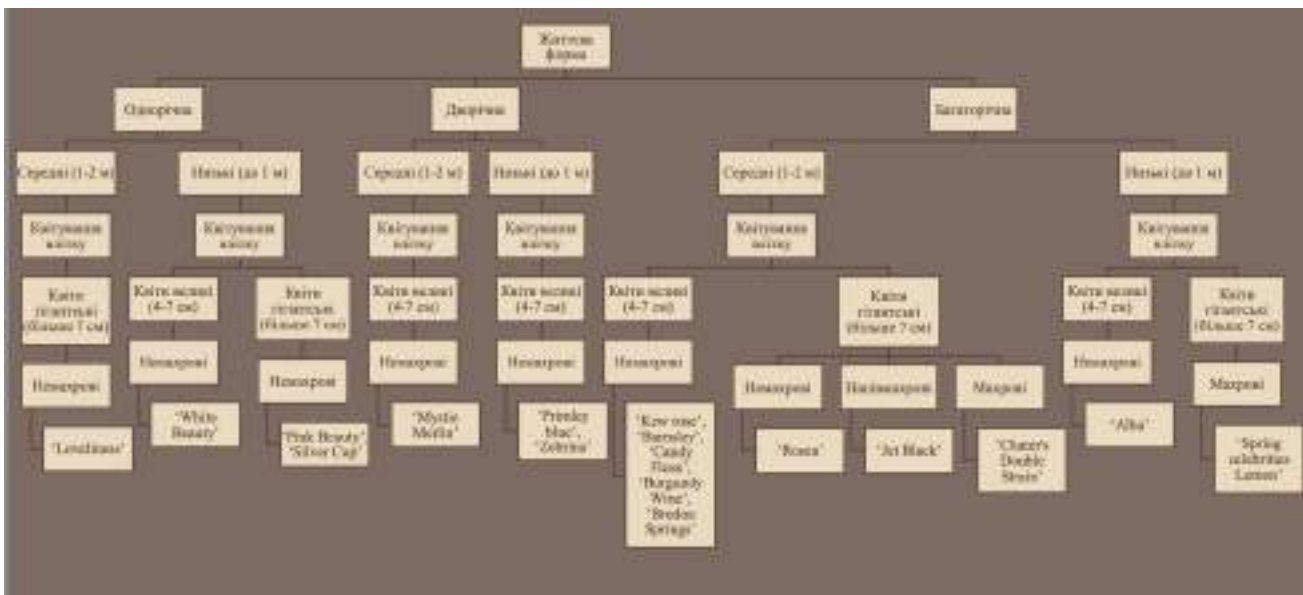 Життєва
форма
Однорічна
Дворічна
Багаторічна
Середні (1-2 м)
Низькі (до 1 м)
Середні (1-2 м)
Низькі (до 1 м)
Середні (1-2 м)
Низькі (до 1 м)
Квітування
влітку
Квітування
влітку
Квітування
влітку
Квітування
влітку
Квітування
влітку
Квітування
влітку
Квіти
гігантські
(більше 7 см)
Квіти великі
(4-7 см)
Квіти
гігантські
(більше 7 см)
Квіти великі
(4-7 см)
Квіти великі
(4-7 см)
Квіти великі
(4-7 см)
Квіти
гігантські
(більше 7 см)
Квіти великі
(4-7 см)
Квіти
гігантські
(більше 7 см)
Немахрові
Немахрові
Немахрові
Немахрові
Немахрові
Немахрові
Немахрові
Напівмахрові
Махрові
Немахрові
Махрові
'White
Beauty'
'Pink Beauty'
'Silver Cup'
'Mystic
Merlin'
'Primley
blue',
'Zebrina'
'Kew rose',
'Barnsley',
'Candy
Floss',
'Burgundy
Wine',
'Bredon
Springs'
'Rosea'
'Jet Black'
'Chater's
Double
Strain'
'Alba'
'Spring
celebrities
Lemon'